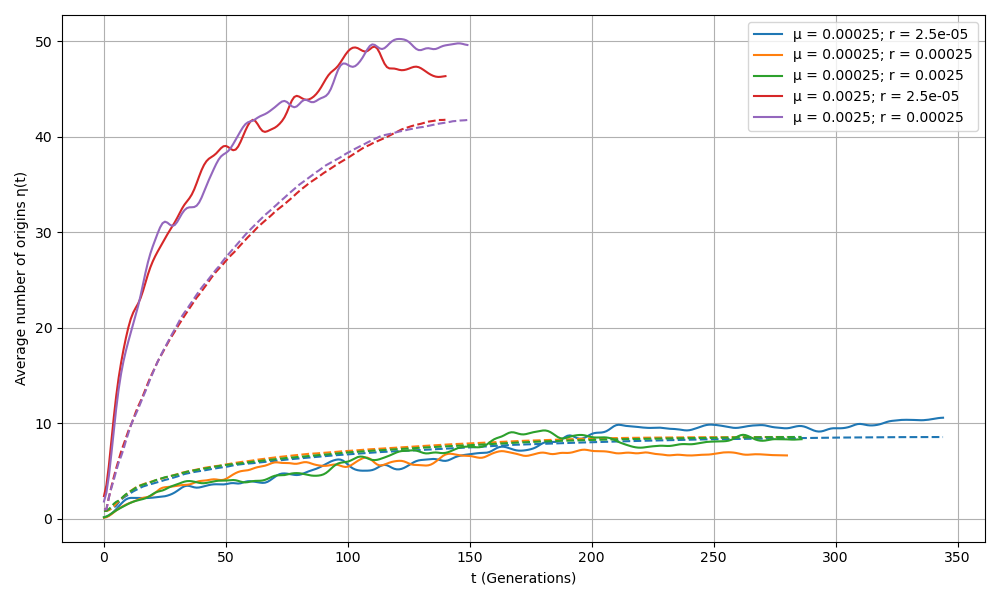 μ = 0.00025; r = 2.5e-05
μ = 0.00025; r = 0.00025
μ = 0.00025; r = 0.0025
μ = 0.0025; r = 2.5e-05
μ = 0.0025; r = 0.00025
Average number of origins η(t)
50
40
30
20
10
0
0 50 100 150 200 250 300 350
t (Generations)